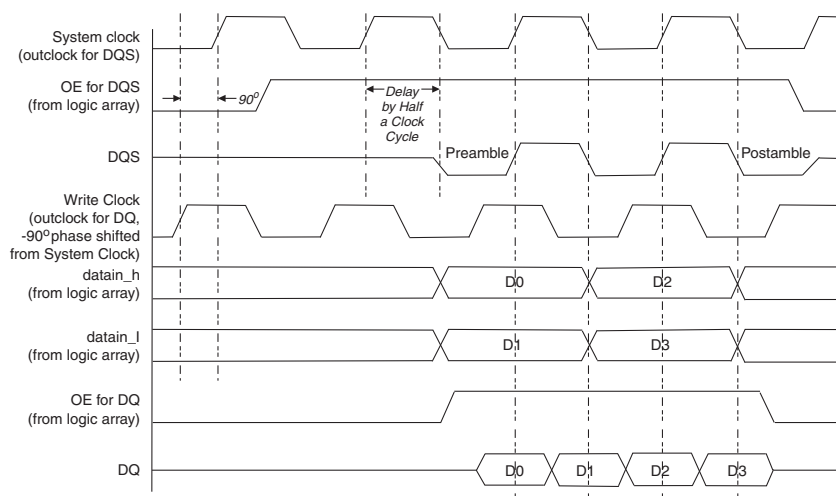 System clock
(outclock for DQS)
OE for DQS
(from logic array)
90°
Delay
by Half
a Clock
Cycle
DQS
Preamble
Postamble
Write Clock
(outclock for DQ,
-90° phase shifted
from System Clock)
datain_h
(from logic array)
D0
D2
datain_l
(from logic array)
D1
D3
OE for DQ
(from logic array)
DQ
D0
D1
D2
D3